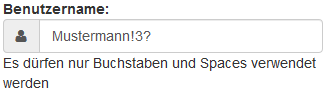 Benutzername:
Mustermann!3?
Es dürfen nur Buchstaben und Spaces verwendet
werden